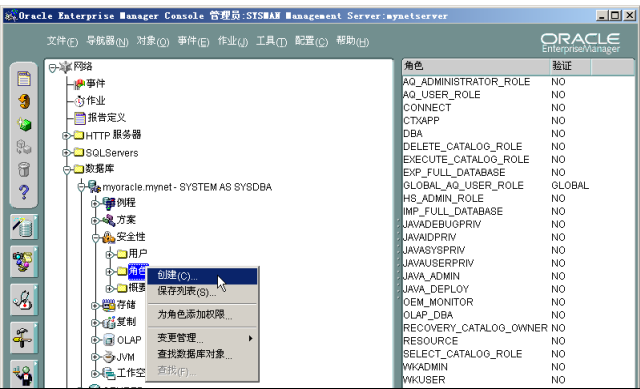 Oracle Enterprise Manager Console 管理员:SYSMAN Management Server:mynetserver
文件(F) 导航器(N) 对象(O) 事件(E) 作业(J) 工具(T) 配置(C) 帮助(H)
ORACLE
EnterpriseManager
网络
事件
作业
报告定义
HTTP 服务器
SQLServers
数据库
myoracle.mynet - SYSTEM AS SYSDBA
例程
方案
安全性
用户
角色
概要
存储
复制
OLAP
JVM
工作空
创建(C)...
保存列表(S)...
为角色添加权限...
变更管理...
查找数据库对象...
查找(F)...
角色 验证
AQ_ADMINISTRATOR_ROLE NO
AQ_USER_ROLE NO
CONNECT NO
CTXAPP NO
DBA NO
DELETE_CATALOG_ROLE NO
EXECUTE_CATALOG_ROLE NO
EXP_FULL_DATABASE NO
GLOBAL_AQ_USER_ROLE GLOBAL
HS_ADMIN_ROLE NO
IMP_FULL_DATABASE NO
JAVADEBUGPRIV NO
JAVAIDPRIV NO
JAVASYSPRIV NO
JAVAUSERPRIV NO
JAVA_ADMIN NO
JAVA_DEPLOY NO
OEM_MONITOR NO
OLAP_DBA NO
RECOVERY_CATALOG_OWNER NO
RESOURCE NO
SELECT_CATALOG_ROLE NO
WKADMIN NO
WKUSER NO